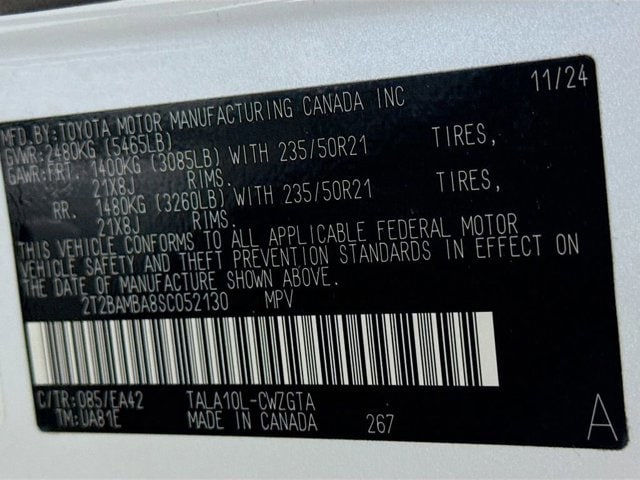 MFD.BY:TOYOTA MOTOR MANUFACTURING CANADA INC 11/24
GVWR:2480KG (5465LB)
GAWR:FRT. 1400KG (3085LB) WITH 235/50R21 TIRES,
21X8J RIMS.
RR. 1480KG (3260LB) WITH 235/50R21 TIRES,
21X8J RIMS.
THIS VEHICLE CONFORMS TO ALL APPLICABLE FEDERAL MOTOR
VEHICLE SAFETY AND THEFT PREVENTION STANDARDS IN EFFECT ON
THE DATE OF MANUFACTURE SHOWN ABOVE.
2T2BAMBA8SC052130 MPV
C/TR:085/EA42 TALA10L-CWZGTA
TM:UA81E MADE IN CANADA 267 A